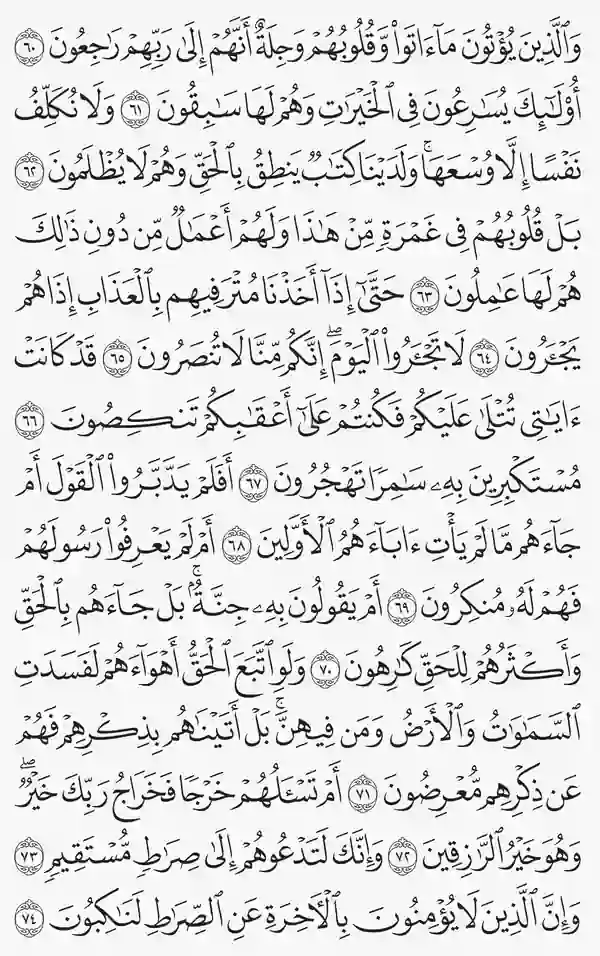 وَٱلَّذِينَ يُؤْتُونَ مَآ ءَاتَوا۟ وَّقُلُوبُهُمْ وَجِلَةٌ أَنَّهُمْ إِلَىٰ رَبِّهِمْ رَٰجِعُونَ ٦٠
أُو۟لَـٰٓئِكَ يُسَـٰرِعُونَ فِى ٱلْخَيْرَٰتِ وَهُمْ لَهَا سَـٰبِقُونَ ٦١ وَلَا نُكَلِّفُ
نَفْسًا إِلَّا وُسْعَهَا ۚ وَلَدَيْنَا كِتَـٰبٌ يَنطِقُ بِٱلْحَقِّ وَهُمْ لَا يُظْلَمُونَ ٦٢
بَلْ قُلُوبُهُمْ فِى غَمْرَةٍ مِّنْ هَـٰذَا وَلَهُمْ أَعْمَـٰلٌ مِّن دُونِ ذَٰلِكَ
هُمْ لَهَا عَـٰمِلُونَ ٦٣ حَتَّىٰٓ إِذَآ أَخَذْنَا مُتْرَفِيهِم بِٱلْعَذَابِ إِذَا هُمْ
يَجْـَٔرُونَ ٦٤ لَا تَجْـَٔرُوا۟ ٱلْيَوْمَ ۖ إِنَّكُم مِّنَّا لَا تُنصَرُونَ ٦٥ قَدْ كَانَتْ
ءَايَـٰتِى تُتْلَىٰ عَلَيْكُمْ فَكُنتُمْ عَلَىٰٓ أَعْقَـٰبِكُمْ تَنكِصُونَ ٦٦
مُسْتَكْبِرِينَ بِهِۦ سَـٰمِرًا تَهْجُرُونَ ٦٧ أَفَلَمْ يَدَّبَّرُوا۟ ٱلْقَوْلَ أَمْ
جَآءَهُم مَّا لَمْ يَأْتِ ءَابَآءَهُمُ ٱلْأَوَّلِينَ ٦٨ أَمْ لَمْ يَعْرِفُوا۟ رَسُولَهُمْ
فَهُمْ لَهُۥ مُنكِرُونَ ٦٩ أَمْ يَقُولُونَ بِهِۦ جِنَّةٌۢ ۚ بَلْ جَآءَهُم بِٱلْحَقِّ
وَأَكْثَرُهُمْ لِلْحَقِّ كَـٰرِهُونَ ٧٠ وَلَوِ ٱتَّبَعَ ٱلْحَقُّ أَهْوَآءَهُمْ لَفَسَدَتِ
ٱلسَّمَـٰوَٰتُ وَٱلْأَرْضُ وَمَن فِيهِنَّ ۚ بَلْ أَتَيْنَـٰهُم بِذِكْرِهِمْ فَهُمْ
عَن ذِكْرِهِم مُّعْرِضُونَ ٧١ أَمْ تَسْـَٔلُهُمْ خَرْجًا فَخَرَاجُ رَبِّكَ خَيْرٌ ۖ
وَهُوَ خَيْرُ ٱلرَّٰزِقِينَ ٧٢ وَإِنَّكَ لَتَدْعُوهُمْ إِلَىٰ صِرَٰطٍ مُّسْتَقِيمٍ ٧٣
وَإِنَّ ٱلَّذِينَ لَا يُؤْمِنُونَ بِٱلْـَٔاخِرَةِ عَنِ ٱلصِّرَٰطِ لَنَـٰكِبُونَ ٧٤